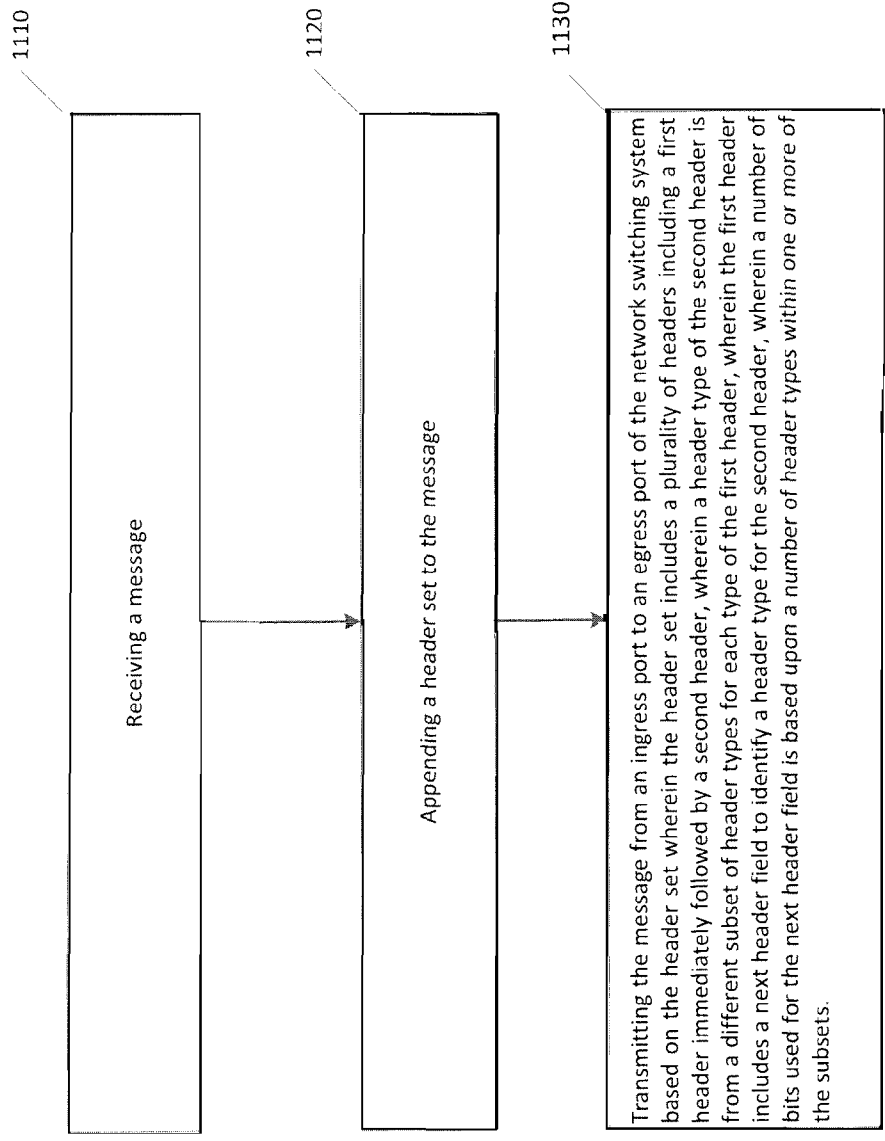 1110
Receiving a message
1120
Appending a header set to the message
1130
Transmitting the message from an ingress port to an egress port of the network switching system
based on the header set wherein the header set includes a plurality of headers including a first
header immediately followed by a second header, wherein a header type of the second header is
from a different subset of header types for each type of the first header, wherein the first header
includes a next header field to identify a header type for the second header, wherein a number of
bits used for the next header field is based upon a number of header types within one or more of
the subsets.